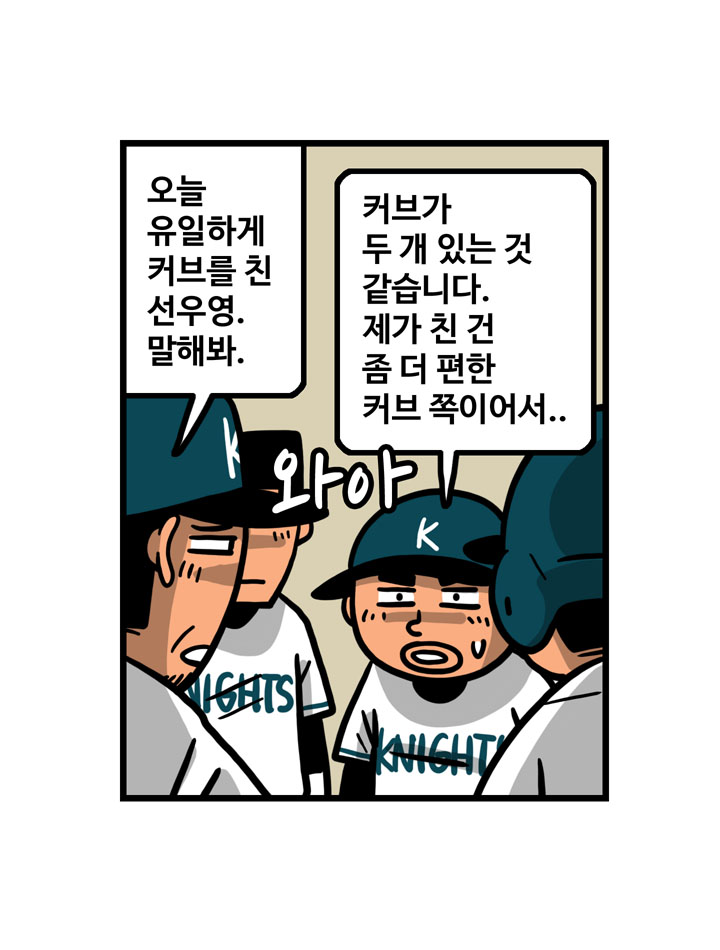 오늘
유일하게
커브를 친
선우영.
말해봐.
커브가
두 개 있는 것
같습니다.
제가 친 건
좀 더 편한
커브 쪽이어서..
K
와아
K
NIGHTS
KNIGHTS